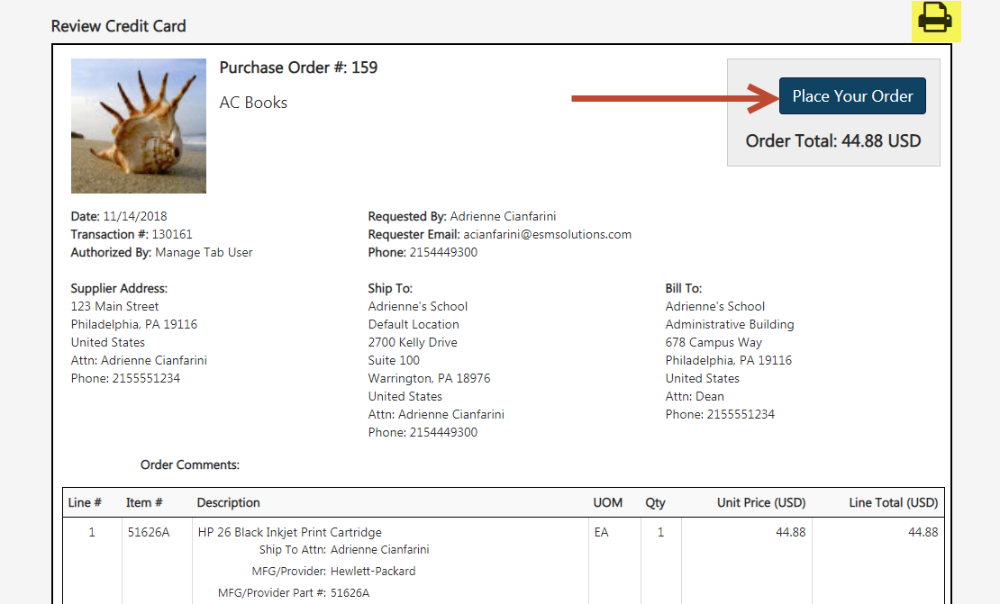 Review Credit Card
Purchase Order #: 159
AC Books
Place Your Order
Order Total: 44.88 USD
Date: 11/14/2018
Transaction #: 130161
Authorized By: Manage Tab User
Requested By: Adrienne Cianfarini
Requester Email: acianfarini@esmsolutions.com
Phone: 2154449300
Supplier Address:
123 Main Street
Philadelphia, PA 19116
United States
Attn: Adrienne Cianfarini
Phone: 2155551234
Ship To:
Adrienne's School
Default Location
2700 Kelly Drive
Suite 100
Warrington, PA 18976
United States
Attn: Adrienne Cianfarini
Phone: 2154449300
Bill To:
Adrienne's School
Administrative Building
678 Campus Way
Philadelphia, PA 19116
United States
Attn: Dean
Phone: 2155551234
Order Comments:
Line # Item # Description UOM Qty Unit Price (USD) Line Total (USD)
1 51626A HP 26 Black Inkjet Print Cartridge EA 1 44.88 44.88
Ship To Attn: Adrienne Cianfarini
MFG/Provider: Hewlett-Packard
MFG/Provider Part #: 51626A